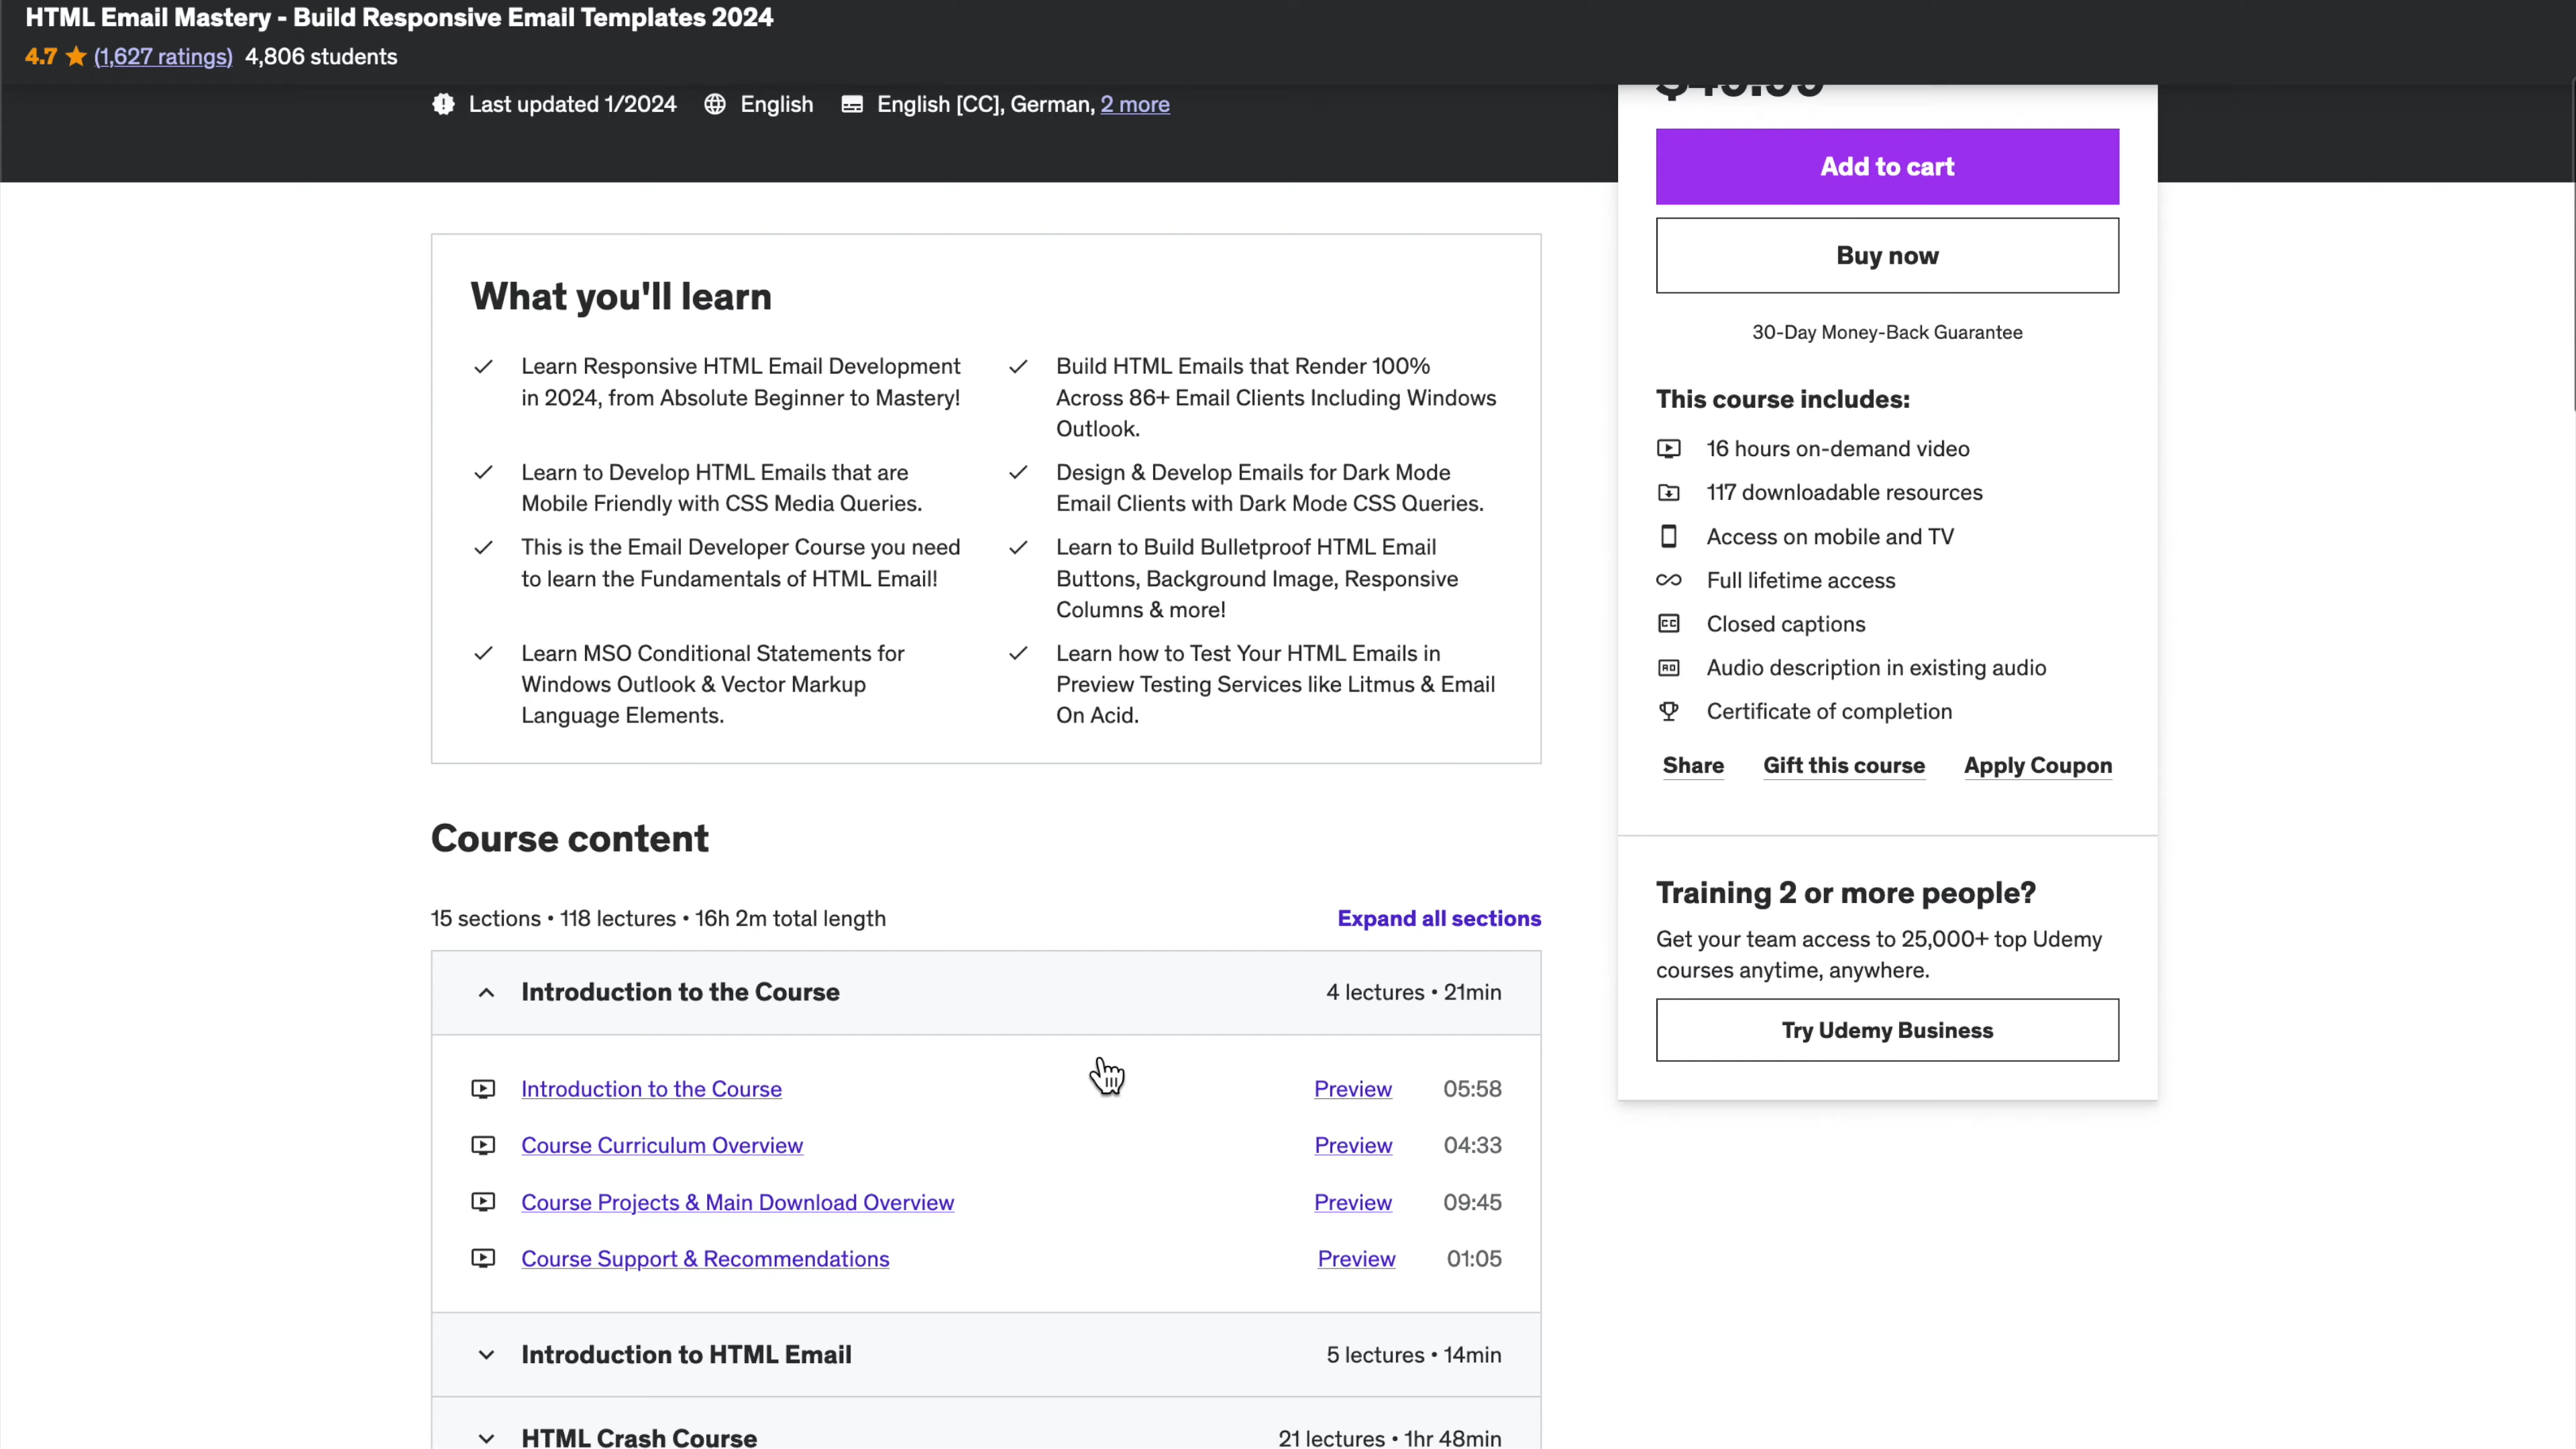 HTML Email Mastery - Build Responsive Email Templates 2024
4.7 ★ (1,627 ratings) 4,806 students
Last updated 1/2024 English English [CC], German, 2 more
Add to cart
Buy now
30-Day Money-Back Guarantee
This course includes:
16 hours on-demand video
117 downloadable resources
Access on mobile and TV
Full lifetime access
Closed captions
Audio description in existing audio
Certificate of completion
Share Gift this course Apply Coupon
Training 2 or more people?
Get your team access to 25,000+ top Udemy
courses anytime, anywhere.
Try Udemy Business
What you'll learn
Learn Responsive HTML Email Development
in 2024, from Absolute Beginner to Mastery!
Build HTML Emails that Render 100%
Across 86+ Email Clients Including Windows
Outlook.
Learn to Develop HTML Emails that are
Mobile Friendly with CSS Media Queries.
Design & Develop Emails for Dark Mode
Email Clients with Dark Mode CSS Queries.
This is the Email Developer Course you need
to learn the Fundamentals of HTML Email!
Learn to Build Bulletproof HTML Email
Buttons, Background Image, Responsive
Columns & more!
Learn MSO Conditional Statements for
Windows Outlook & Vector Markup
Language Elements.
Learn how to Test Your HTML Emails in
Preview Testing Services like Litmus & Email
On Acid.
Course content
15 sections • 118 lectures • 16h 2m total length
Expand all sections
Introduction to the Course 4 lectures • 21min
Introduction to the Course Preview 05:58
Course Curriculum Overview Preview 04:33
Course Projects & Main Download Overview Preview 09:45
Course Support & Recommendations Preview 01:05
Introduction to HTML Email 5 lectures • 14min
HTML Crash Course 21 lectures • 1hr 48min